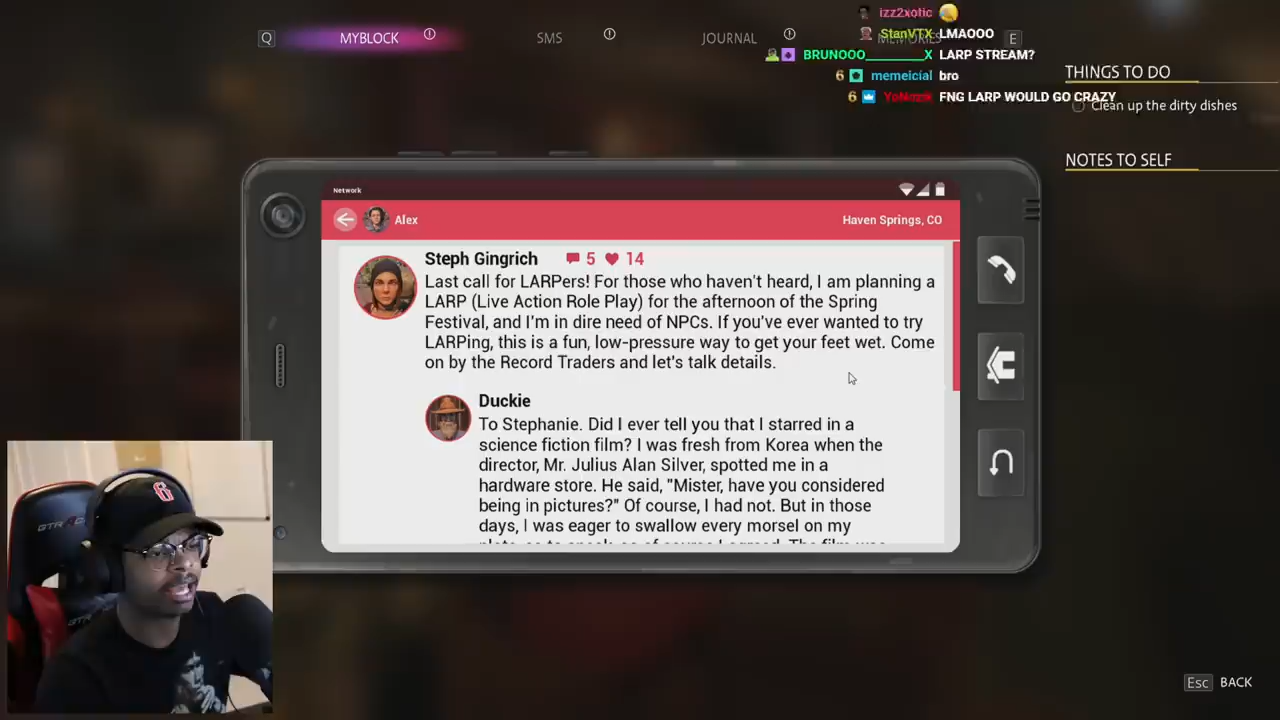 Q
MYBLOCK
SMS
JOURNAL
E
izz2xotic
StanVTX LMAOOO
BRUNOOO_______X LARP STREAM?
6 memeicial bro
6 FNG LARP WOULD GO CRAZY
THINGS TO DO
Clean up the dirty dishes
NOTES TO SELF
Network
Alex
Haven Springs, CO
Steph Gingrich 5 14
Last call for LARPers! For those who haven't heard, I am planning a
LARP (Live Action Role Play) for the afternoon of the Spring
Festival, and I'm in dire need of NPCs. If you've ever wanted to try
LARPing, this is a fun, low-pressure way to get your feet wet. Come
on by the Record Traders and let's talk details.
Duckie
To Stephanie. Did I ever tell you that I starred in a
science fiction film? I was fresh from Korea when the
director, Mr. Julius Alan Silver, spotted me in a
hardware store. He said, "Mister, have you considered
being in pictures?" Of course, I had not. But in those
days, I was eager to swallow every morsel on my
G
GTR
Esc BACK